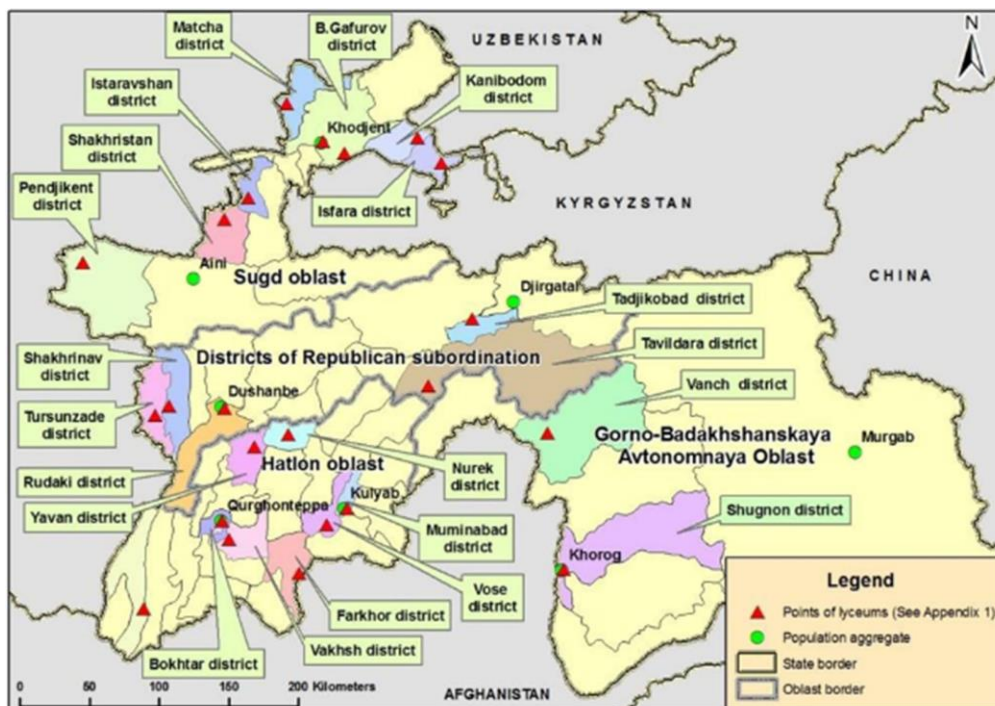 Matcha
district
B.Gafurov
district
UZBEKISTAN
N
Istaravshan
district
Kanibodom
district
Shakhristan
district
Khodjent
Pendjikent
district
Isfara district
KYRGYZSTAN
Aini
Sugd oblast
CHINA
Djirgatal
Tadjikobad district
Shakhrinav
district
Districts of Republican subordination
Tavildara district
Dushanbe
Vanch district
Tursunzade
district
Gorno-Badakhshanskaya
Avtonomnaya Oblast
Murgab
Rudaki district
Hatlon oblast
Nurek
district
Yavan district
Qurghonteppa
Kulyab
Muminabad
district
Shugnon district
Khorog
Vose
district
Farkhor district
Vakhsh district
Bokhtar district
Legend
Points of lyceums (See Appendix 1)
Population aggregate
State border
Oblast border
0 50 100 150 200 Kilometers
AFGHANISTAN